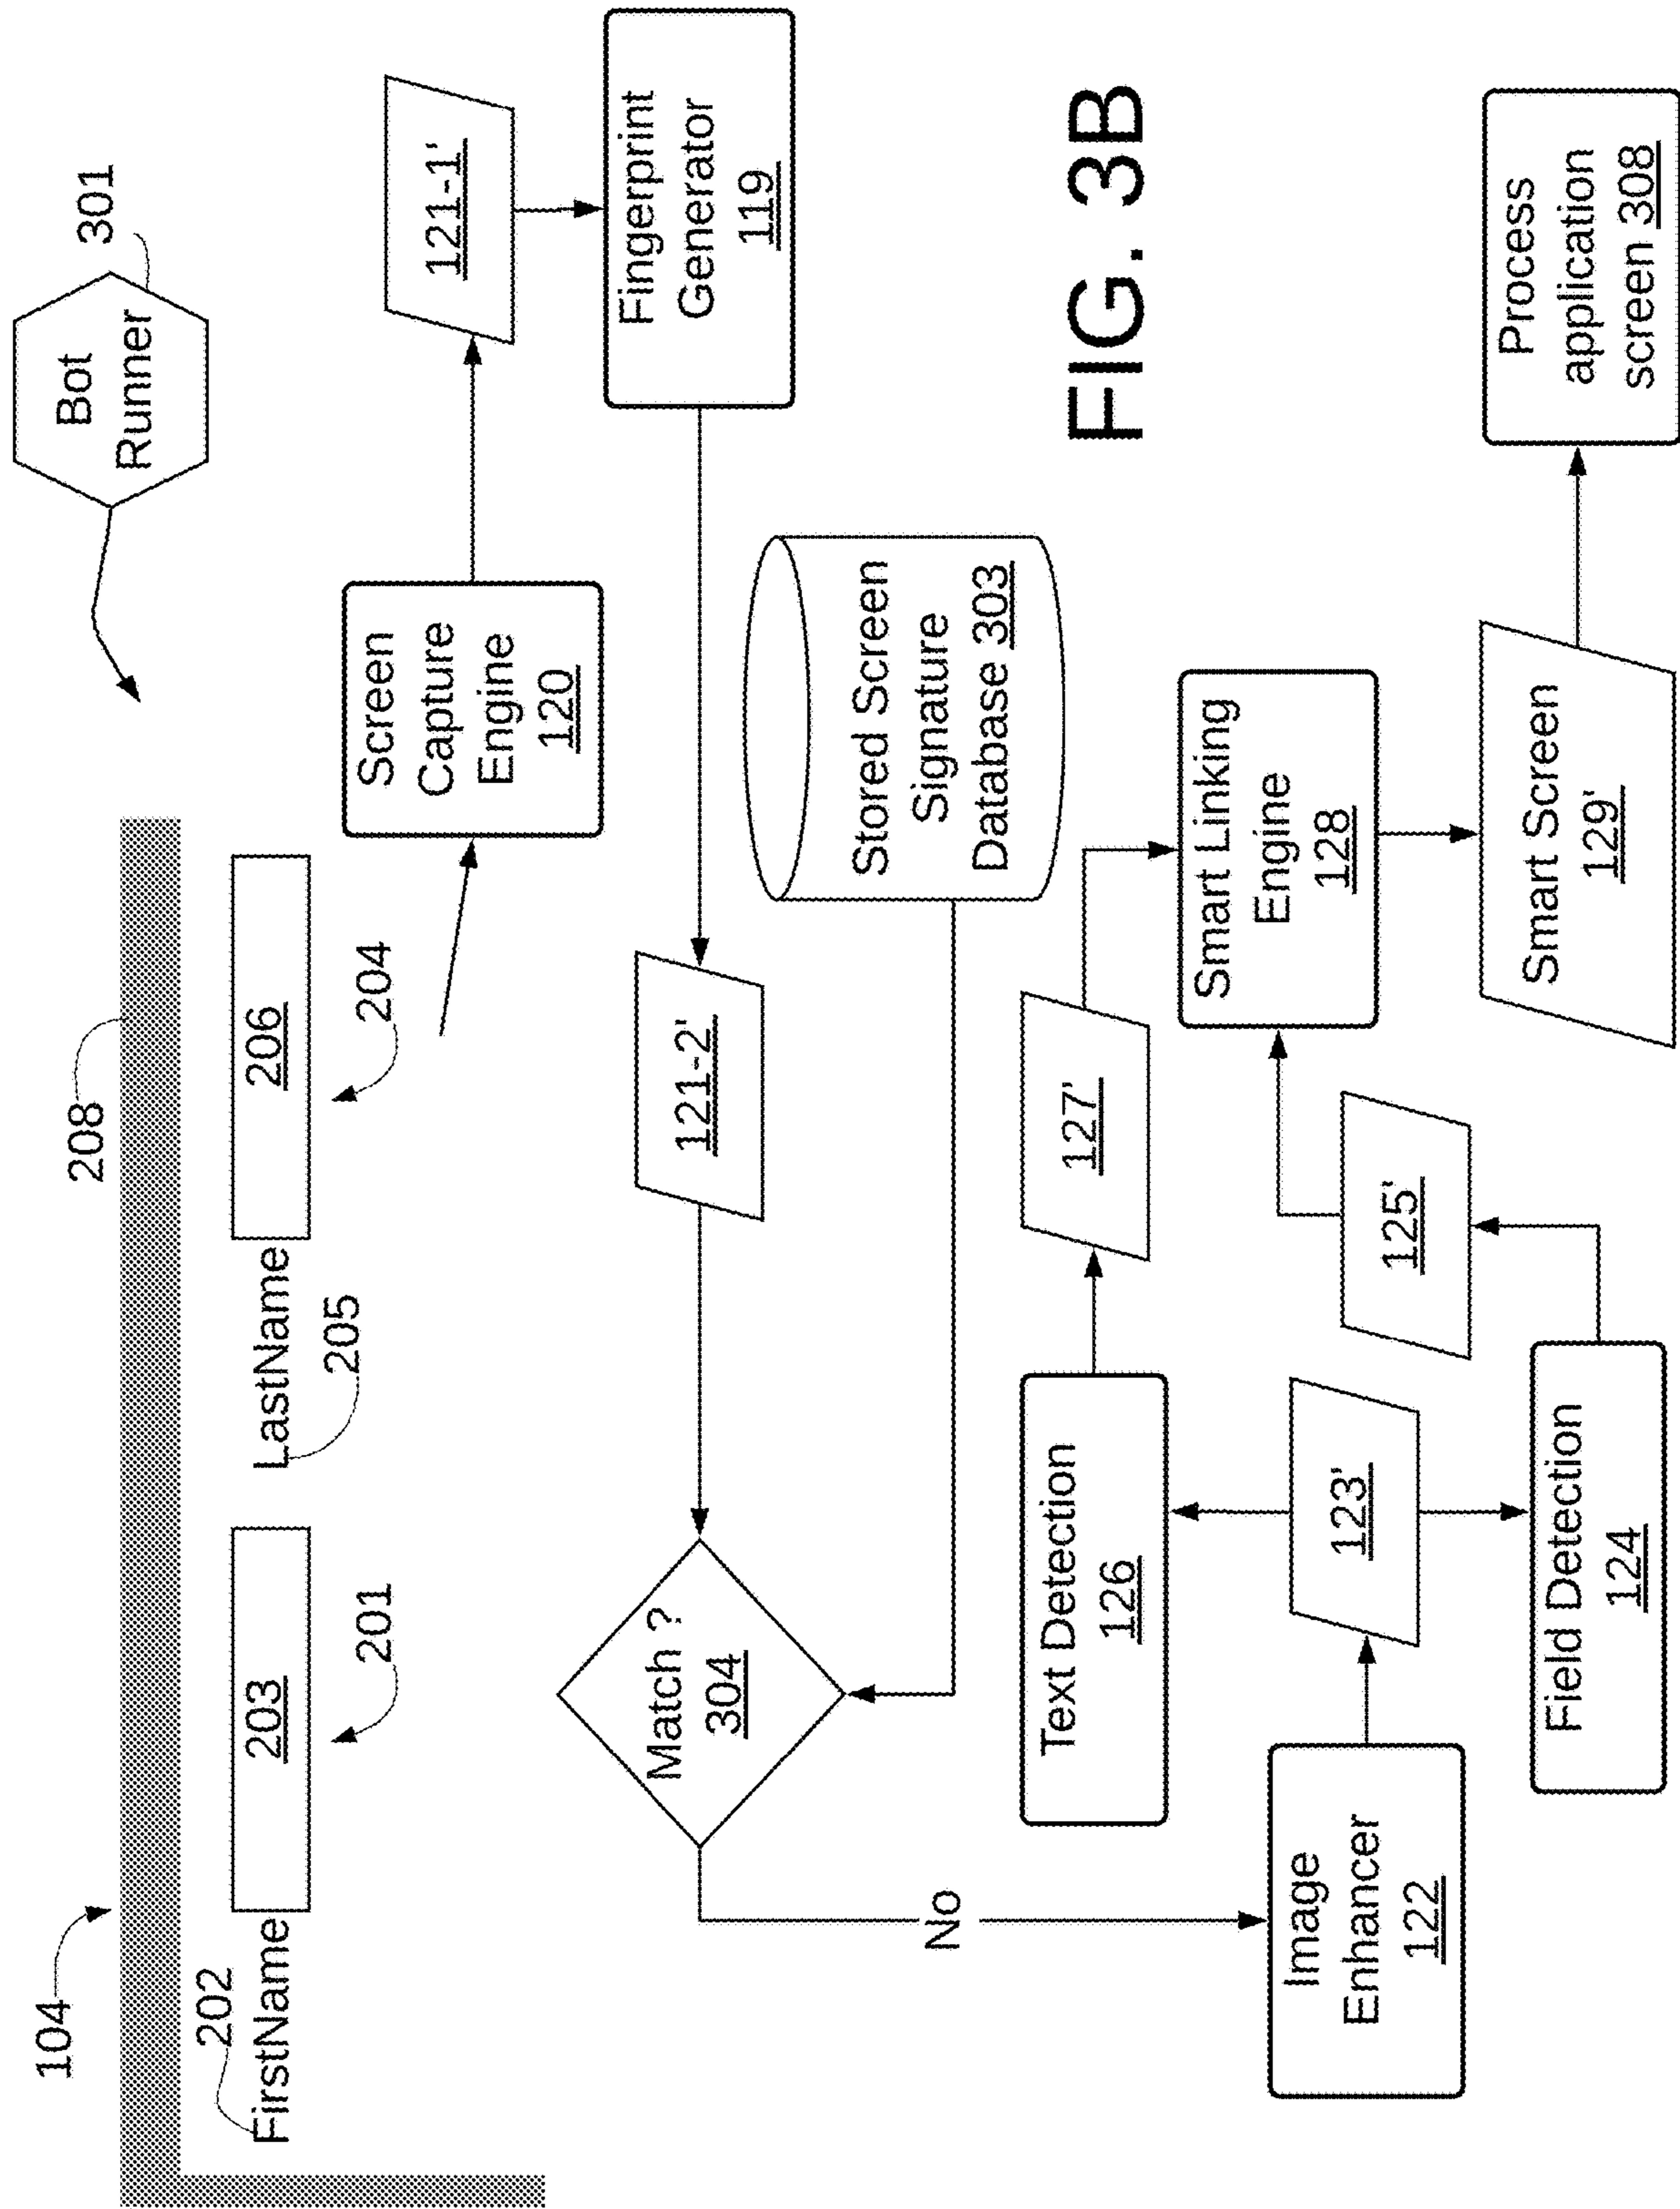 104
208
Bot
Runner
301
202
FirstName
203
201
LastName
205
206
204
Screen
Capture
Engine
120
121-1'
Fingerprint
Generator
119
121-2'
Match ?
304
Stored Screen
Signature
Database 303
No
Image
Enhancer
122
123'
Text Detection
126
127'
Field Detection
124
125'
Smart Linking
Engine
128
Smart Screen
129'
Process
application
screen 308
FIG. 3B